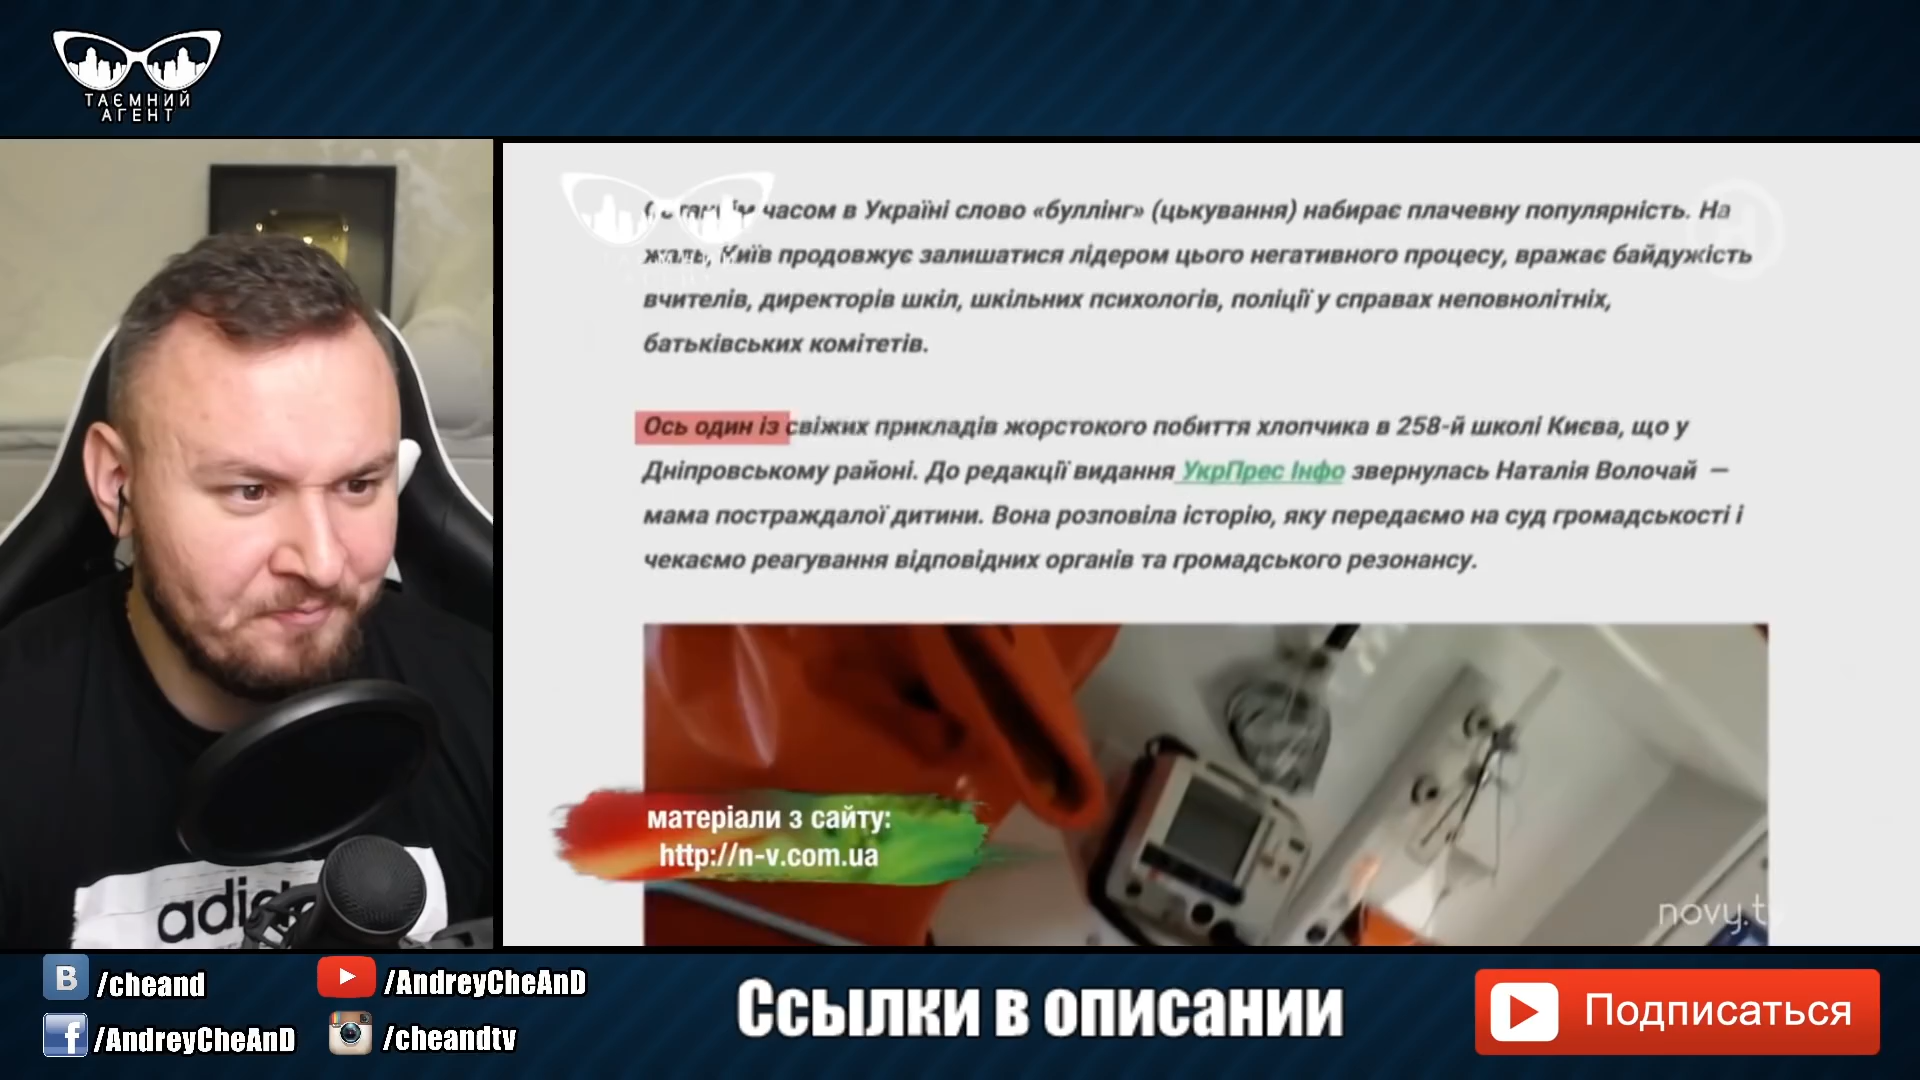 ТАЄМНИЙ
АГЕНТ
часом в Україні слово «буллінг» (цькування) набирає плачевну популярність. На
жаль, Київ продовжує залишатися лідером цього негативного процесу, вражає байдужість
вчителів, директорів шкіл, шкільних психологів, поліції у справах неповнолітніх,
батьківських комітетів.
Ось один із свіжих прикладів жорстокого побиття хлопчика в 258-й школі Києва, що у
Дніпровському районі. До редакції видання УкрПрес Інфо звернулась Наталія Волочай —
мама постраждалої дитини. Вона розповіла історію, яку передаємо на суд громадськості і
чекаємо реагування відповідних органів та громадського резонансу.
матеріали з сайту:
http://n-v.com.ua
novy.t
adid
B /cheand
/AndreyCheAnD
f /AndreyCheAnD
/cheandtv
Ссылки в описании
Подписаться